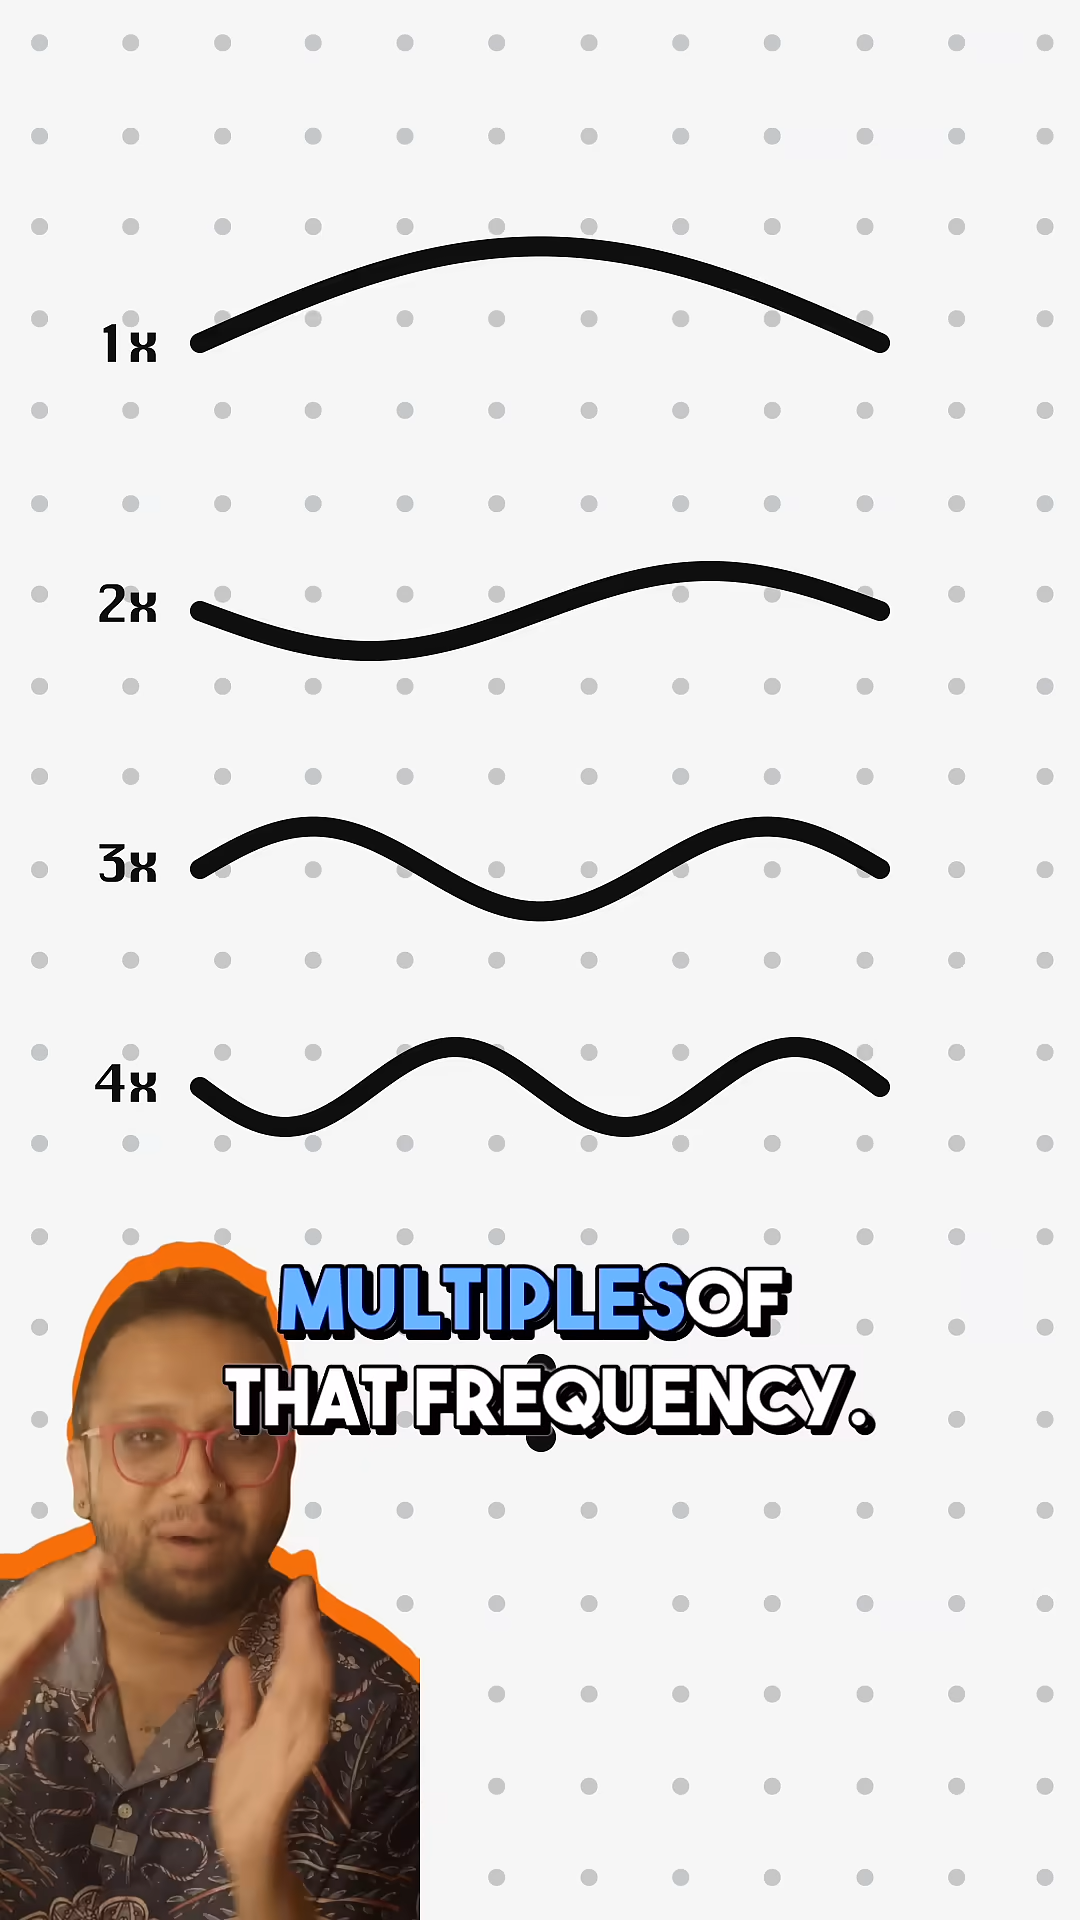 1x
2x
3x
4x
MULTIPLES OF
THAT FREQUENCY.